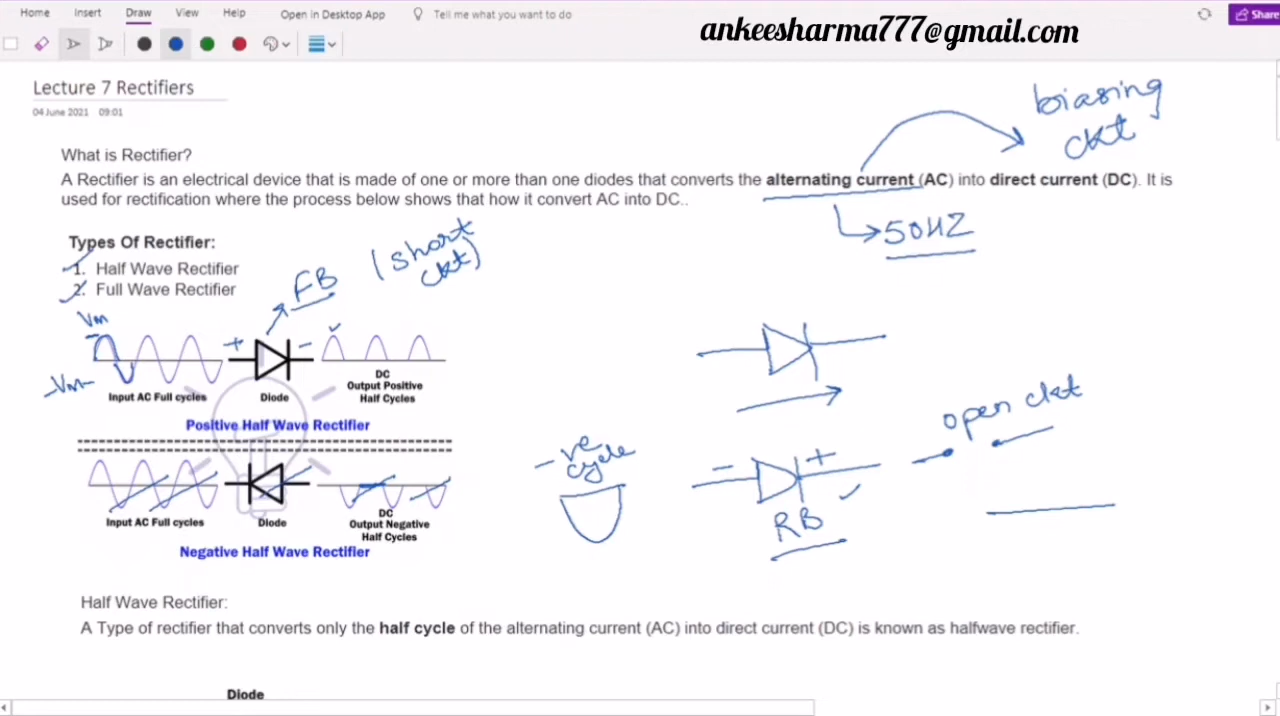 Home Insert Draw View Help Open in Desktop App Tell me what you want to do
ankeesharma777@gmail.com
Share
Lecture 7 Rectifiers
04 June 2021 09:01
biasing
ckt
What is Rectifier?
A Rectifier is an electrical device that is made of one or more than one diodes that converts the alternating current (AC) into direct current (DC). It is
used for rectification where the process below shows that how it convert AC into DC..
50HZ
Types Of Rectifier:
1. Half Wave Rectifier
2. Full Wave Rectifier
FB
(short
ckt)
Vm
+ -
-Vm
Input AC Full cycles
Diode
DC
Output Positive
Half Cycles
Positive Half Wave Rectifier
open ckt
-ve
cycle
- +
RB
Input AC Full cycles
Diode
DC
Output Negative
Half Cycles
Negative Half Wave Rectifier
Half Wave Rectifier:
A Type of rectifier that converts only the half cycle of the alternating current (AC) into direct current (DC) is known as halfwave rectifier.
Diode